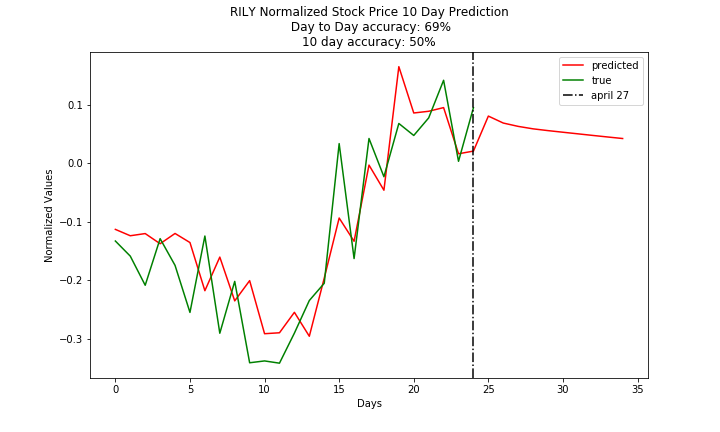 RILY Normalized Stock Price 10 Day Prediction
Day to Day accuracy: 69%
10 day accuracy: 50%
predicted
true
april 27
0.1
0.0
−0.1
−0.2
−0.3
Normalized Values
0 5 10 15 20 25 30 35
Days